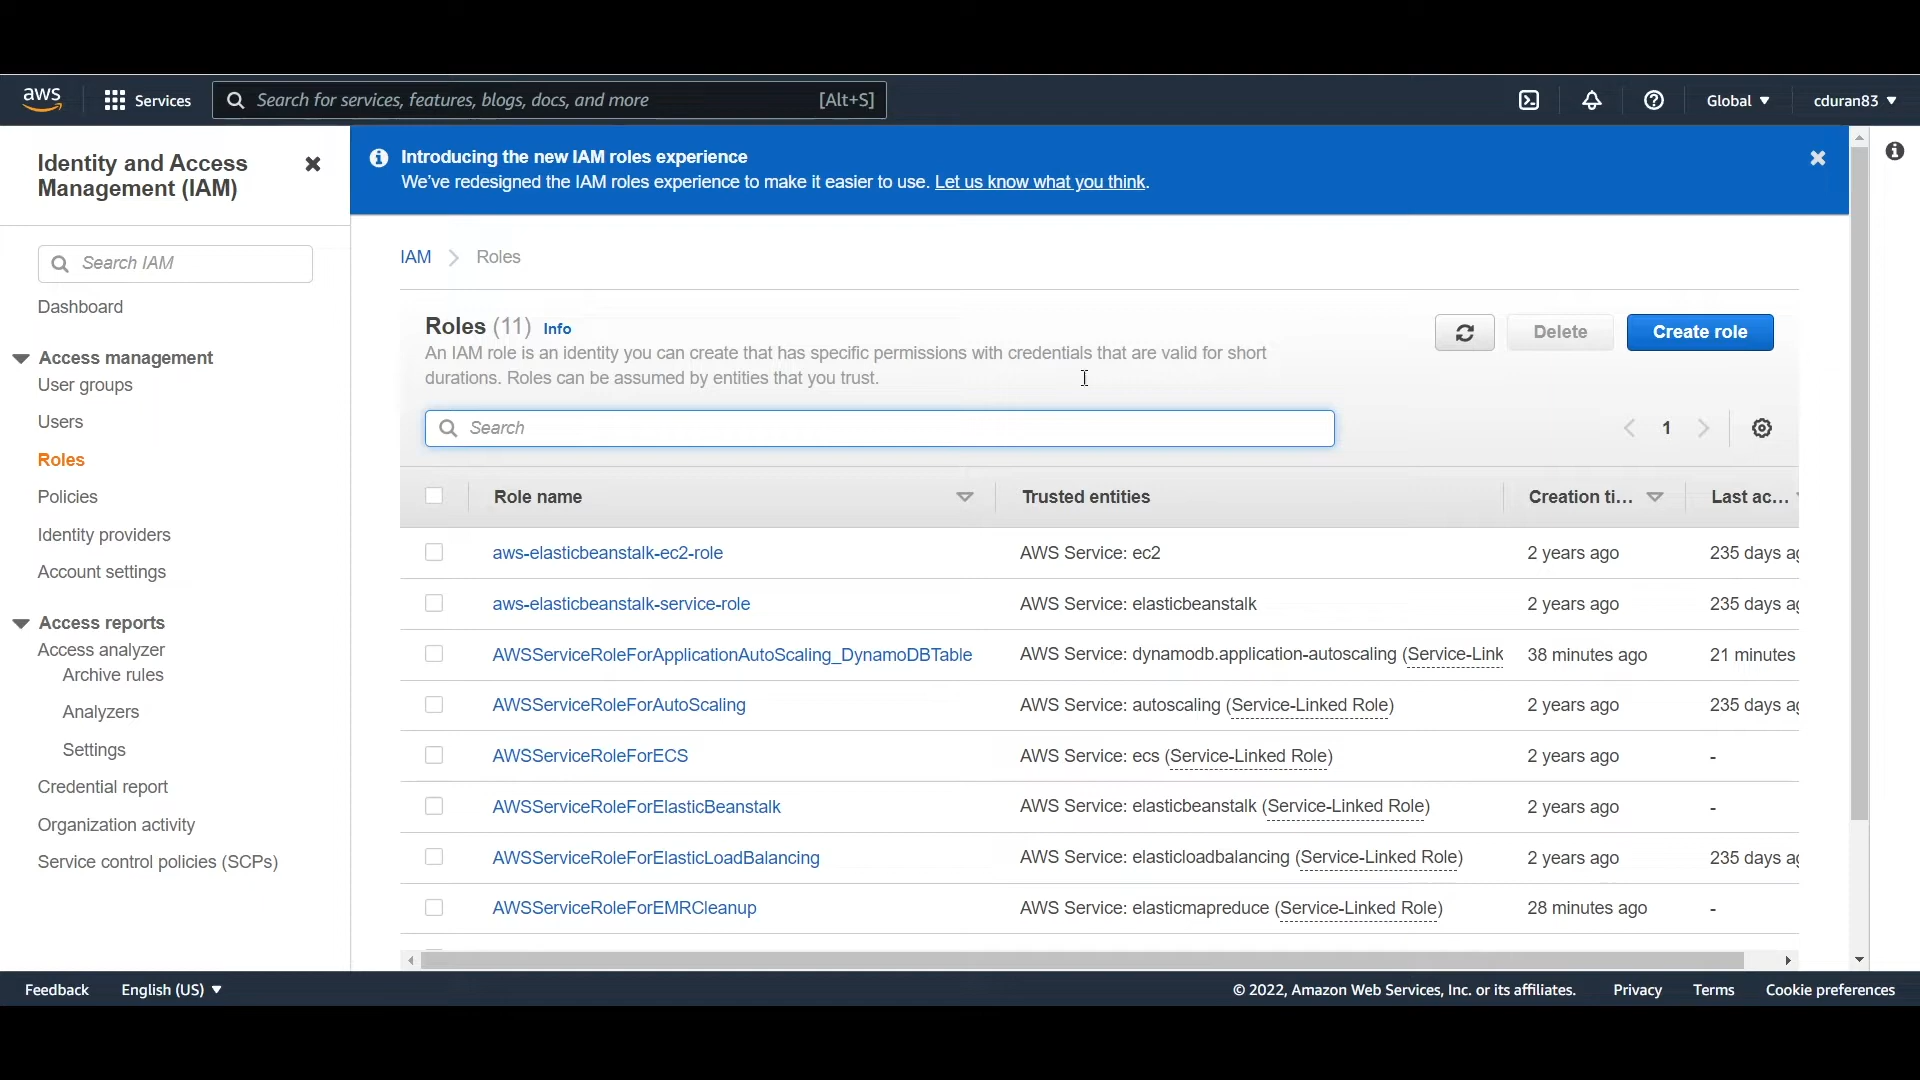 aws
Services
Search for services, features, blogs, docs, and more [Alt+S]
Global
cduran83
Identity and Access
Management (IAM)
Search IAM
Dashboard
Access management
User groups
Users
Roles
Policies
Identity providers
Account settings
Access reports
Access analyzer
Archive rules
Analyzers
Settings
Credential report
Organization activity
Service control policies (SCPs)
Introducing the new IAM roles experience
We've redesigned the IAM roles experience to make it easier to use. Let us know what you think.
IAM > Roles
Roles (11) Info
An IAM role is an identity you can create that has specific permissions with credentials that are valid for short
durations. Roles can be assumed by entities that you trust.
Delete
Create role
Search
1
Role name Trusted entities Creation ti... Last ac...
aws-elasticbeanstalk-ec2-role AWS Service: ec2 2 years ago 235 days ag
aws-elasticbeanstalk-service-role AWS Service: elasticbeanstalk 2 years ago 235 days ag
AWSServiceRoleForApplicationAutoScaling_DynamoDBTable AWS Service: dynamodb.application-autoscaling (Service-Link 38 minutes ago 21 minutes
AWSServiceRoleForAutoScaling AWS Service: autoscaling (Service-Linked Role) 2 years ago 235 days ag
AWSServiceRoleForECS AWS Service: ecs (Service-Linked Role) 2 years ago -
AWSServiceRoleForElasticBeanstalk AWS Service: elasticbeanstalk (Service-Linked Role) 2 years ago -
AWSServiceRoleForElasticLoadBalancing AWS Service: elasticloadbalancing (Service-Linked Role) 2 years ago 235 days ag
AWSServiceRoleForEMRCleanup AWS Service: elasticmapreduce (Service-Linked Role) 28 minutes ago -
Feedback English (US) © 2022, Amazon Web Services, Inc. or its affiliates. Privacy Terms Cookie preferences